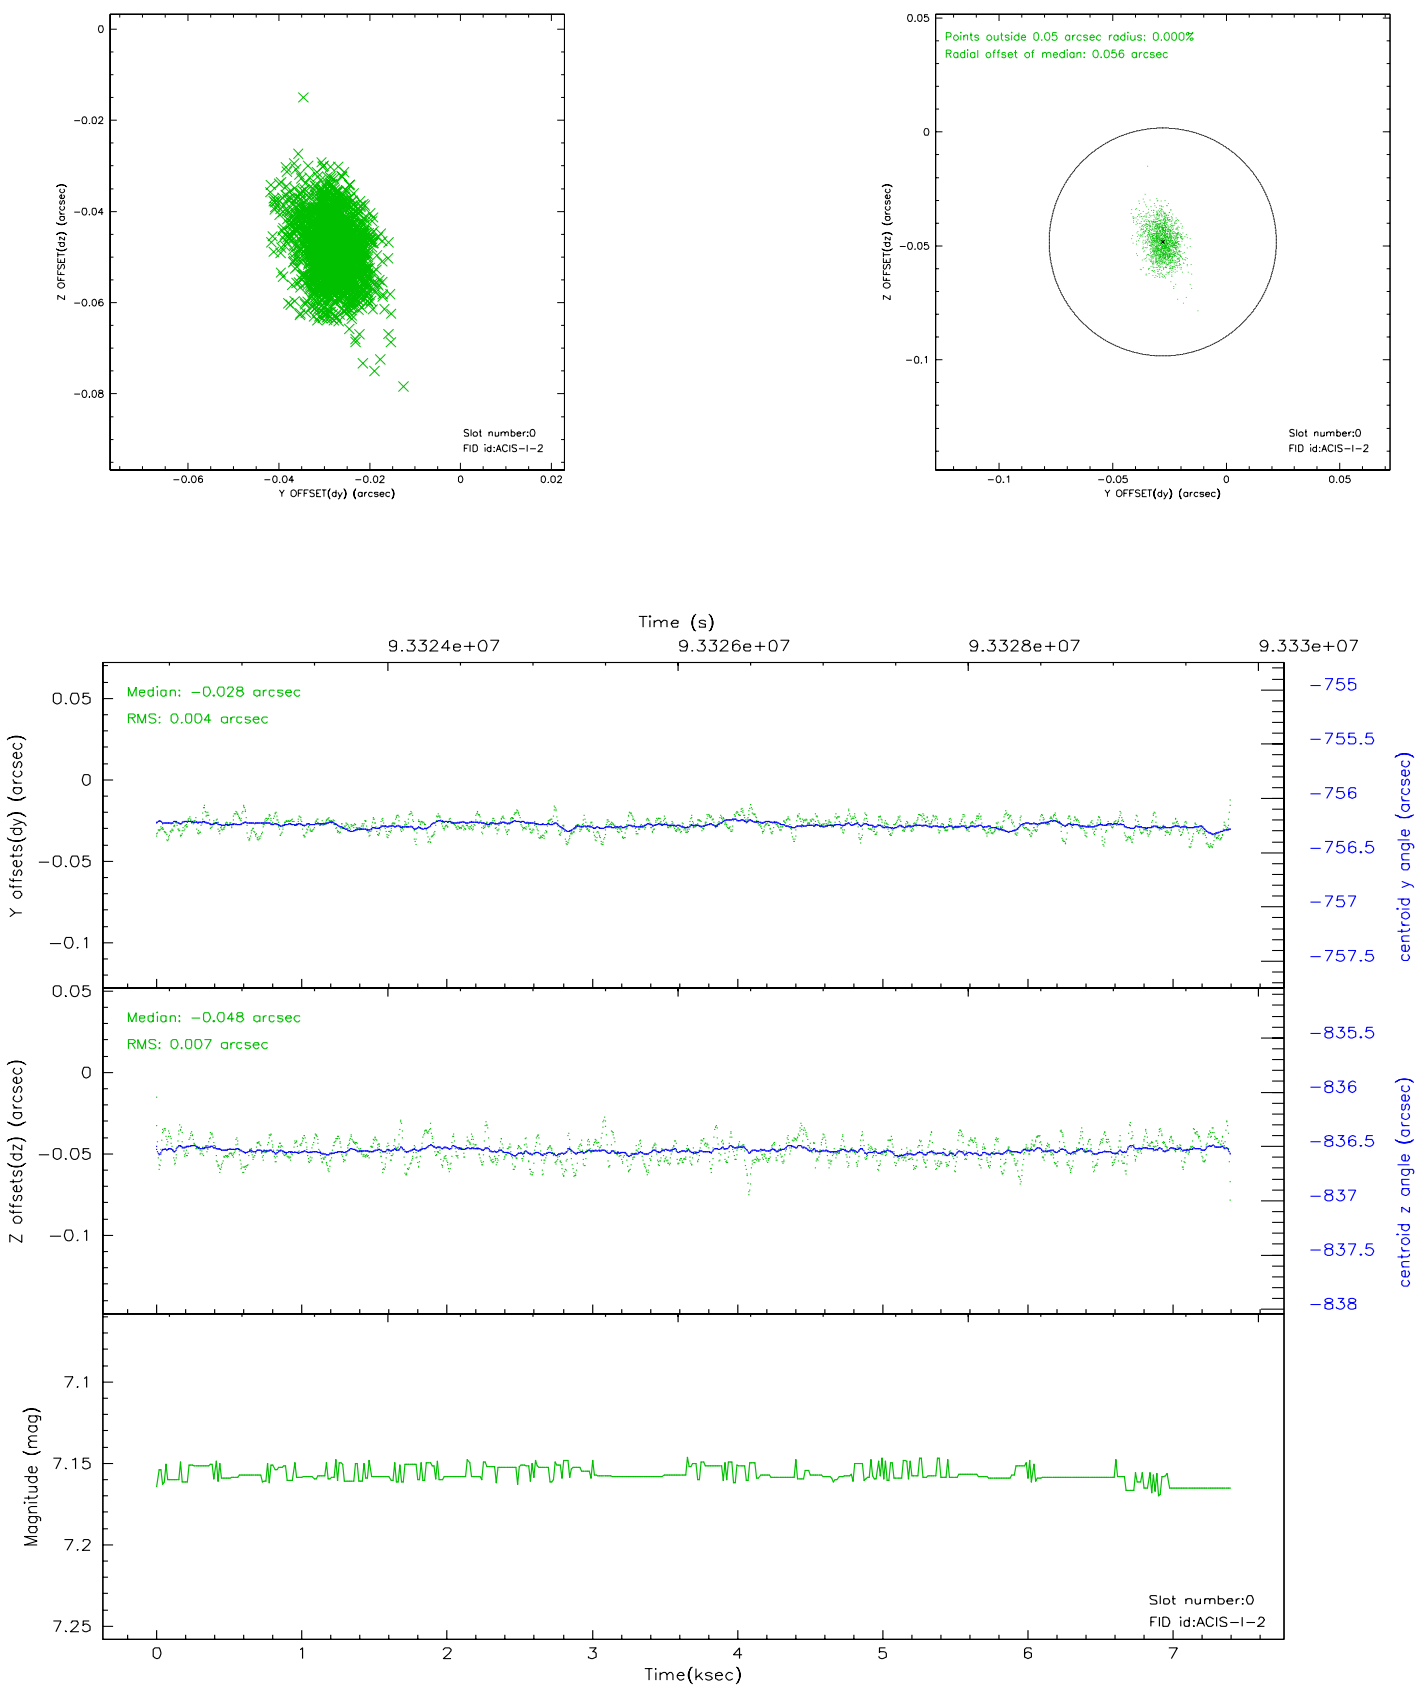 0
−0.02
−0.04
−0.06
−0.08
Z OFFSET(dz) (arcsec)
Slot number:0
FID id:ACIS−I−2
−0.06
−0.04
−0.02
0
0.02
Y OFFSET(dy) (arcsec)
0.05
0
−0.05
−0.1
Z OFFSET(dz) (arcsec)
Points outside 0.05 arcsec radius: 0.000%
Radial offset of median: 0.056 arcsec
Slot number:0
FID id:ACIS−I−2
−0.1
−0.05
0
0.05
Y OFFSET(dy) (arcsec)
Time (s)
9.3324e+07
9.3326e+07
9.3328e+07
9.333e+07
Median: −0.028 arcsec
RMS: 0.004 arcsec
0.05
0
−0.05
−0.1
Y offsets(dy) (arcsec)
−755
−755.5
−756
−756.5
−757
−757.5
centroid y angle (arcsec)
Median: −0.048 arcsec
RMS: 0.007 arcsec
0.05
0
−0.05
−0.1
Z offsets(dz) (arcsec)
−835.5
−836
−836.5
−837
−837.5
−838
centroid z angle (arcsec)
7.1
7.15
7.2
7.25
Magnitude (mag)
Slot number:0
FID id:ACIS−I−2
0
1
2
3
4
5
6
7
Time(ksec)